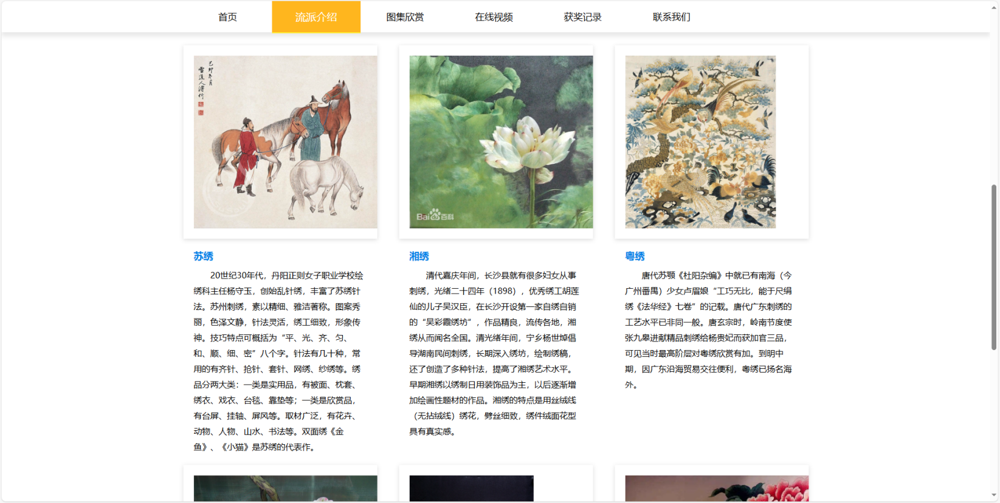 首页
流派介绍
图集欣赏
在线视频
获奖记录
联系我们
己卯冬月
Bai du 百科
苏绣
20世纪30年代，丹阳正则女子职业学校绘
绣科主任杨守玉，创始乱针绣，丰富了苏绣针
法。苏州刺绣，素以精细、雅洁著称。图案秀
丽，色泽文静，针法灵活，绣工细致，形象传
神。技巧特点可概括为“平、光、齐、匀、
和、顺、细、密”八个字。针法有几十种，常
用的有齐针、抢针、套针、网绣、纱绣等。绣
品分两大类：一类是实用品，有被面、枕套、
绣衣、戏衣、台毯、靠垫等；一类是欣赏品，
有台屏、挂轴、屏风等。取材广泛，有花卉、
动物、人物、山水、书法等。双面绣《金
鱼》、《小猫》是苏绣的代表作。
湘绣
清代嘉庆年间，长沙县就有很多妇女从事
刺绣，光绪二十四年（1898），优秀绣工胡莲
仙的儿子吴汉臣，在长沙开设第一家自绣自销
的“吴彩霞绣坊”，作品精良，流传各地，湘
绣从而闻名全国。清光绪年间，宁乡杨世焯倡
导湖南民间刺绣，长期深入绣坊，绘制绣稿，
还了创造了多种针法，提高了湘绣艺术水平。
早期湘绣以绣制日用装饰品为主，以后逐渐增
加绘画性题材的作品。湘绣的特点是用丝绒线
（无拈绒线）绣花，劈丝细致，绣件绒面花型
具有真实感。
粤绣
唐代苏颚《杜阳杂编》中就已有南海（今
广州番禺）少女卢眉娘“工巧无比，能于尺绢
绣《法华经》七卷”的记载。唐代广东刺绣的
工艺水平已非同一般。唐玄宗时，岭南节度使
张九皋进献精品刺绣给杨贵妃而获加官三品，
可见当时最高阶层对粤绣欣赏有加。到明中
期，因广东沿海贸易交往便利，粤绣已扬名海
外。